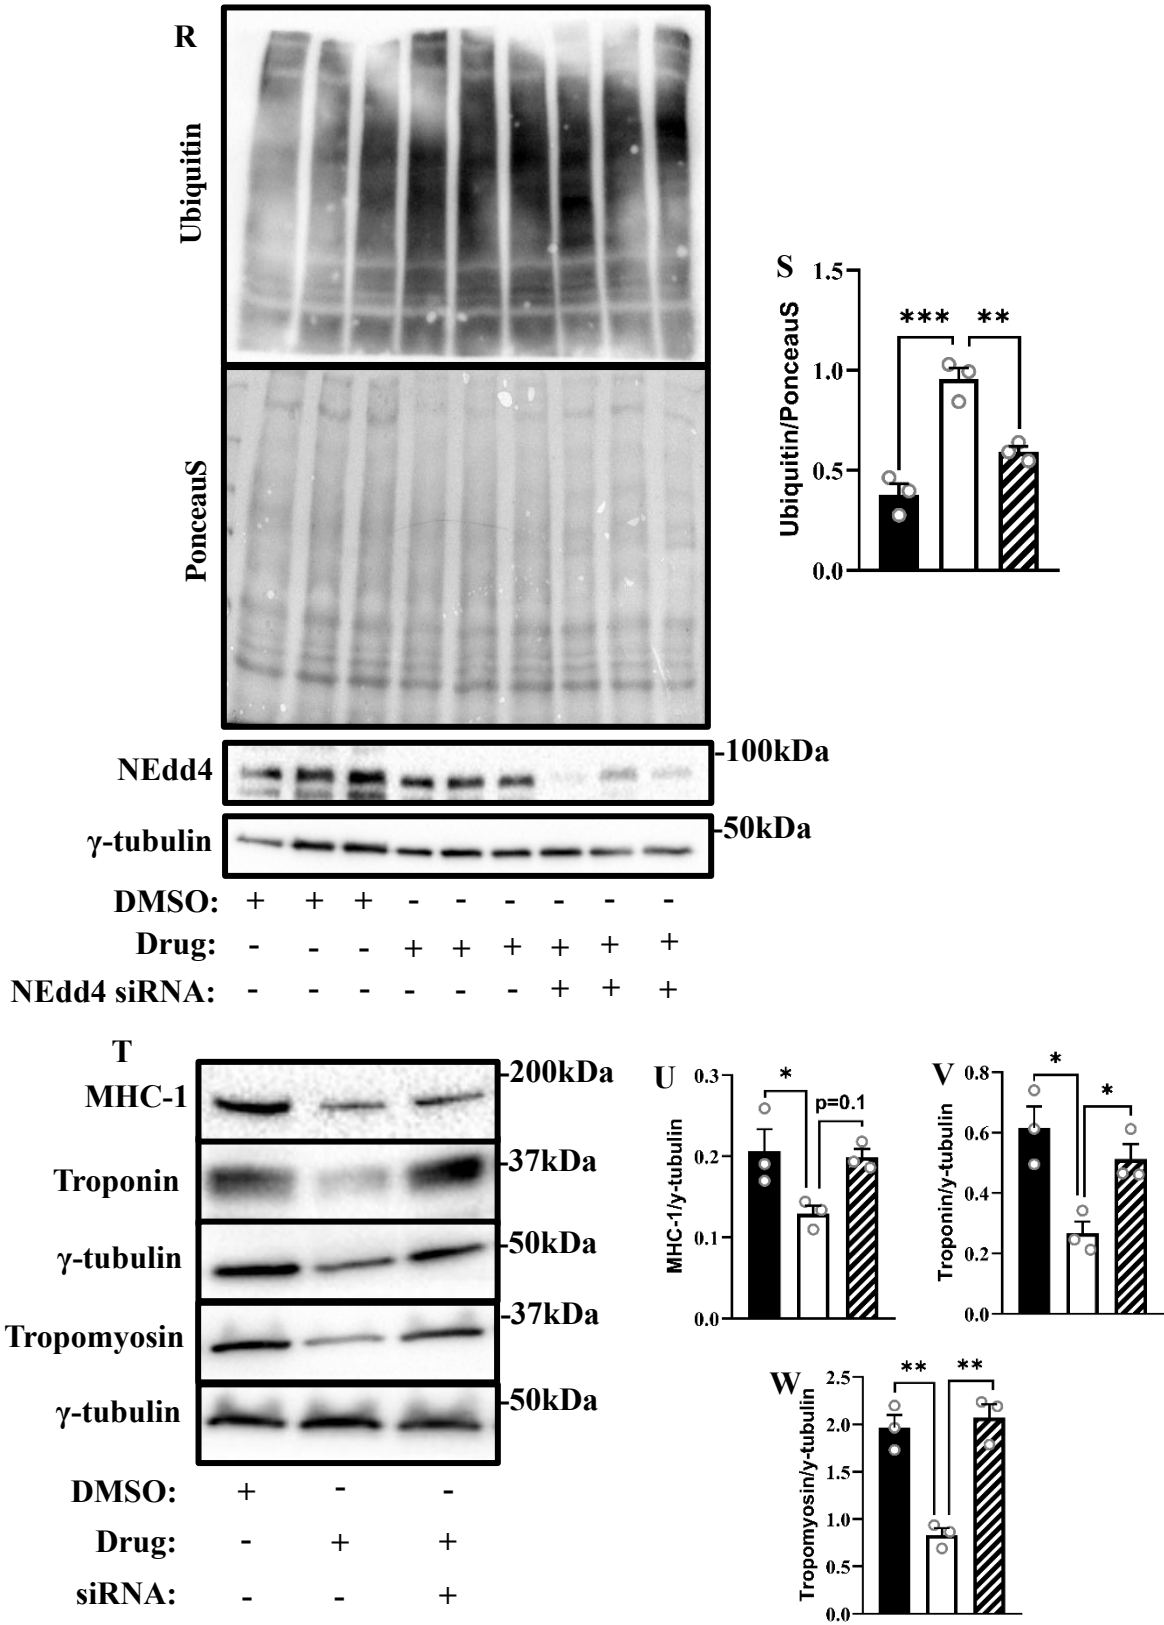 R
Ubiquitin
PonceauS
NEdd4
-100kDa
γ-tubulin
-50kDa
DMSO: + + + - - - - - -
Drug: - - - + + + + + +
NEdd4 siRNA: - - - - - - + + +
S
Ubiquitin/PonceauS
1.5
1.0
0.5
0.0
*** **
T
MHC-1
-200kDa
Troponin
-37kDa
γ-tubulin
-50kDa
Tropomyosin
-37kDa
γ-tubulin
-50kDa
DMSO: + - -
Drug: - + +
siRNA: - - +
U
MHC-1/y-tubulin
0.3
0.2
0.1
0.0
*
p=0.1
V
Troponin/y-tubulin
0.8
0.6
0.4
0.2
0.0
*
*
W
Tropomyosin/y-tubulin
2.5
2.0
1.5
1.0
0.5
0.0
** **